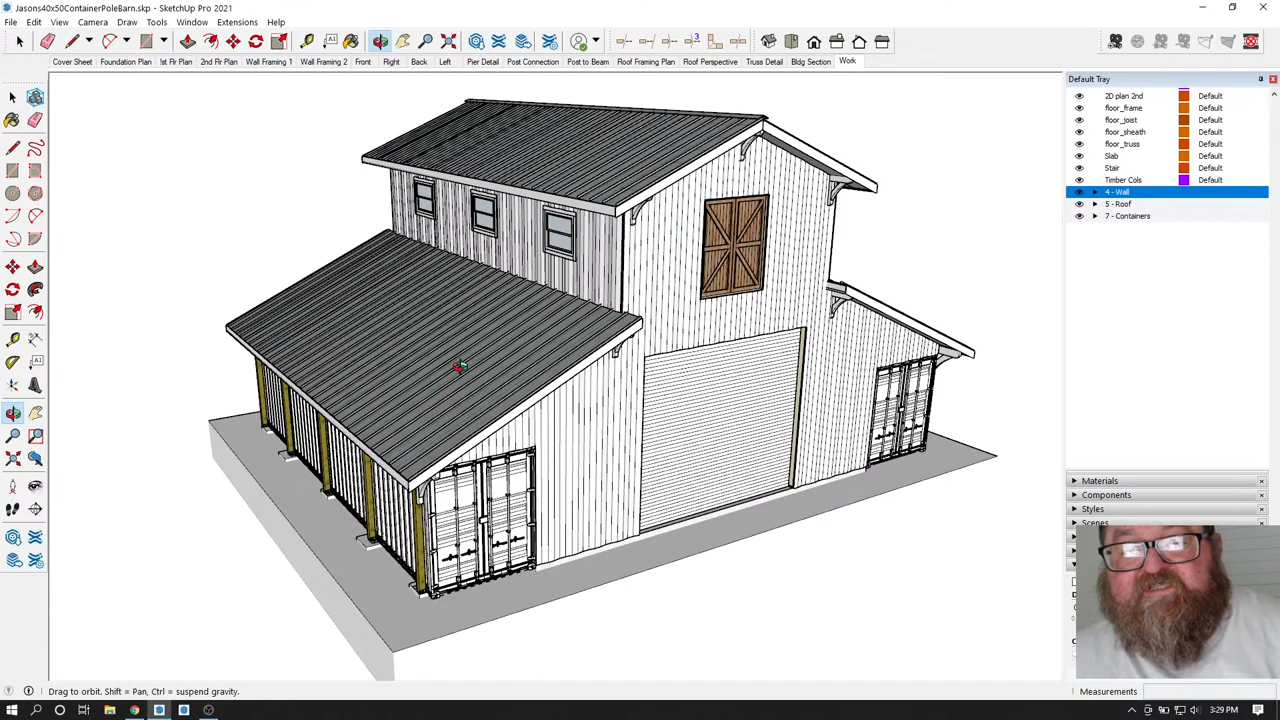 Jasons40x50ContainerPoleBarn.skp - SketchUp Pro 2021
File Edit View Camera Draw Tools Window Extensions Help
3
Cover Sheet Foundation Plan 1st Flr Plan 2nd Flr Plan Wall Framing 1 Wall Framing 2 Front Right Back Left Pier Detail Post Connection Post to Beam Roof Framing Plan Roof Perspective Truss Detail Bldg Section Work
Default Tray
2D plan 2nd Default
floor_frame Default
floor_joist Default
floor_sheath Default
floor_truss Default
Slab Default
Stair Default
Timber Cols Default
4 - Wall
5 - Roof
7 - Containers
Materials
Components
Styles
Scenes
Drag to orbit. Shift = Pan, Ctrl = suspend gravity.
Measurements
3:29 PM